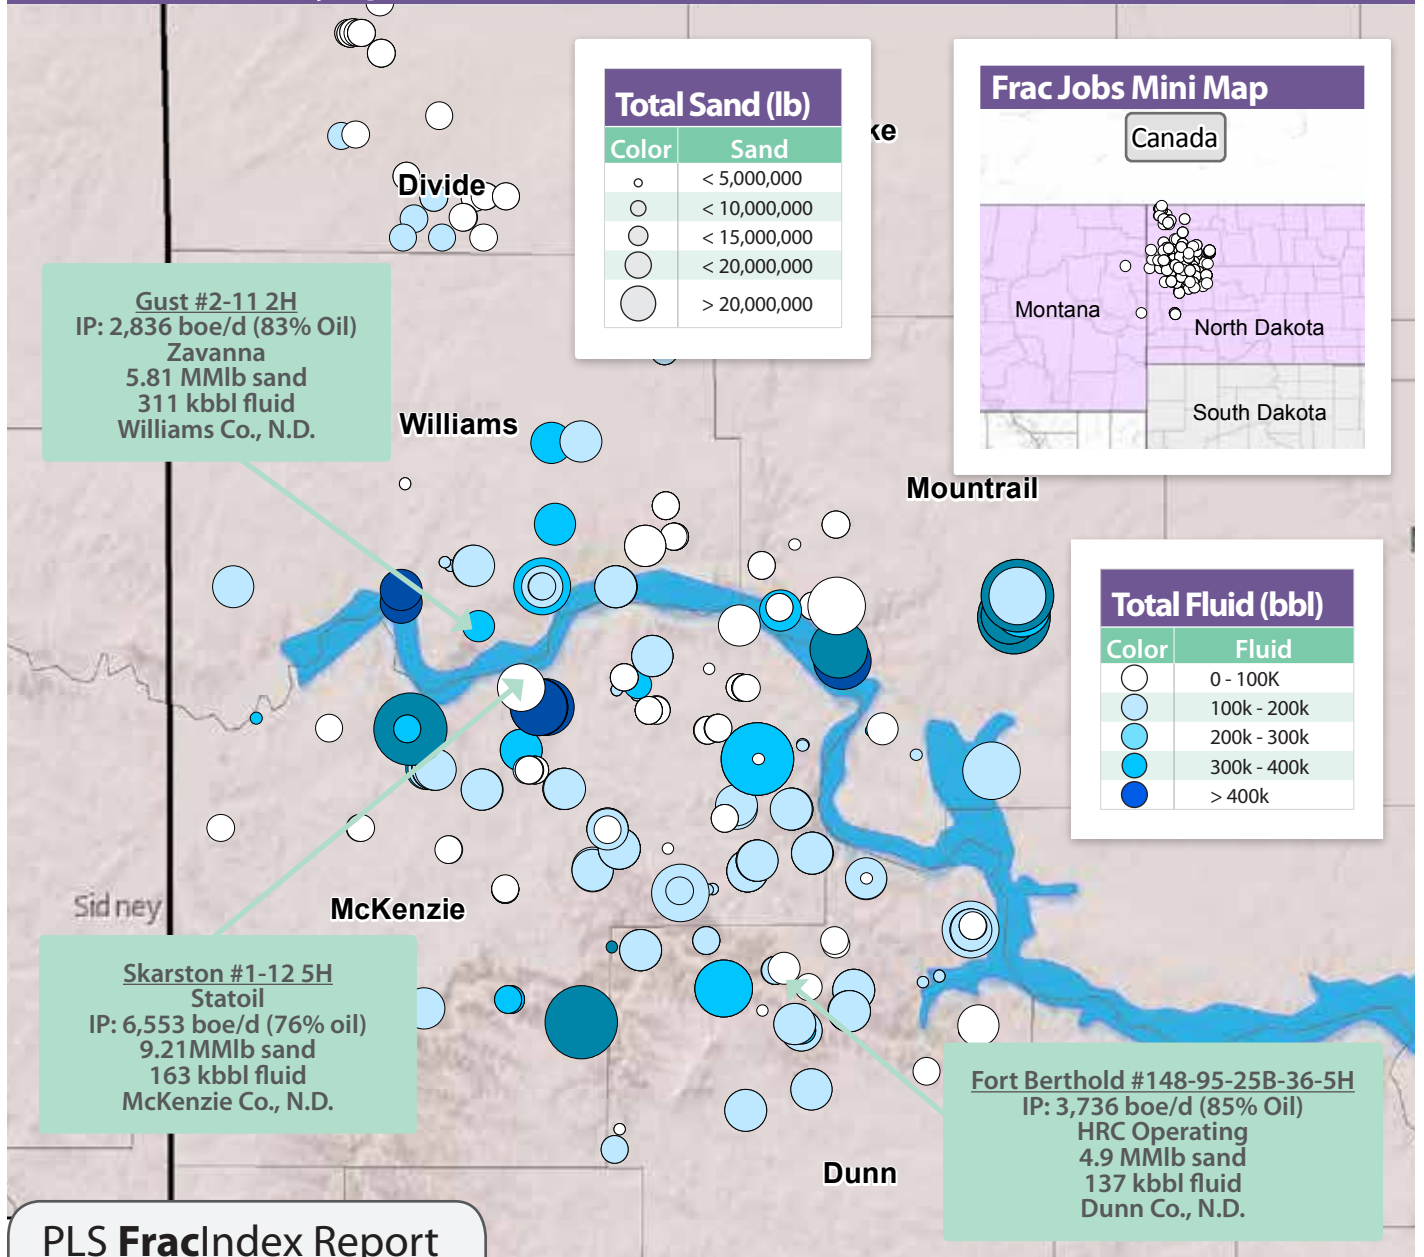 Total Sand (lb)
Color Sand
< 5,000,000
< 10,000,000
< 15,000,000
< 20,000,000
> 20,000,000
Frac Jobs Mini Map
Canada
Montana
North Dakota
South Dakota
Divide
Gust #2-11 2H
IP: 2,836 boe/d (83% Oil)
Zavanna
5.81 MMlb sand
311 kbbl fluid
Williams Co., N.D.
Williams
Mountrail
Total Fluid (bbl)
Color Fluid
0 - 100K
100k - 200k
200k - 300k
300k - 400k
> 400k
Sidney
McKenzie
Skarston #1-12 5H
Statoil
IP: 6,553 boe/d (76% oil)
9.21MMlb sand
163 kbbl fluid
McKenzie Co., N.D.
Fort Berthold #148-95-25B-36-5H
IP: 3,736 boe/d (85% Oil)
HRC Operating
4.9 MMlb sand
137 kbbl fluid
Dunn Co., N.D.
Dunn
PLS FracIndex Report